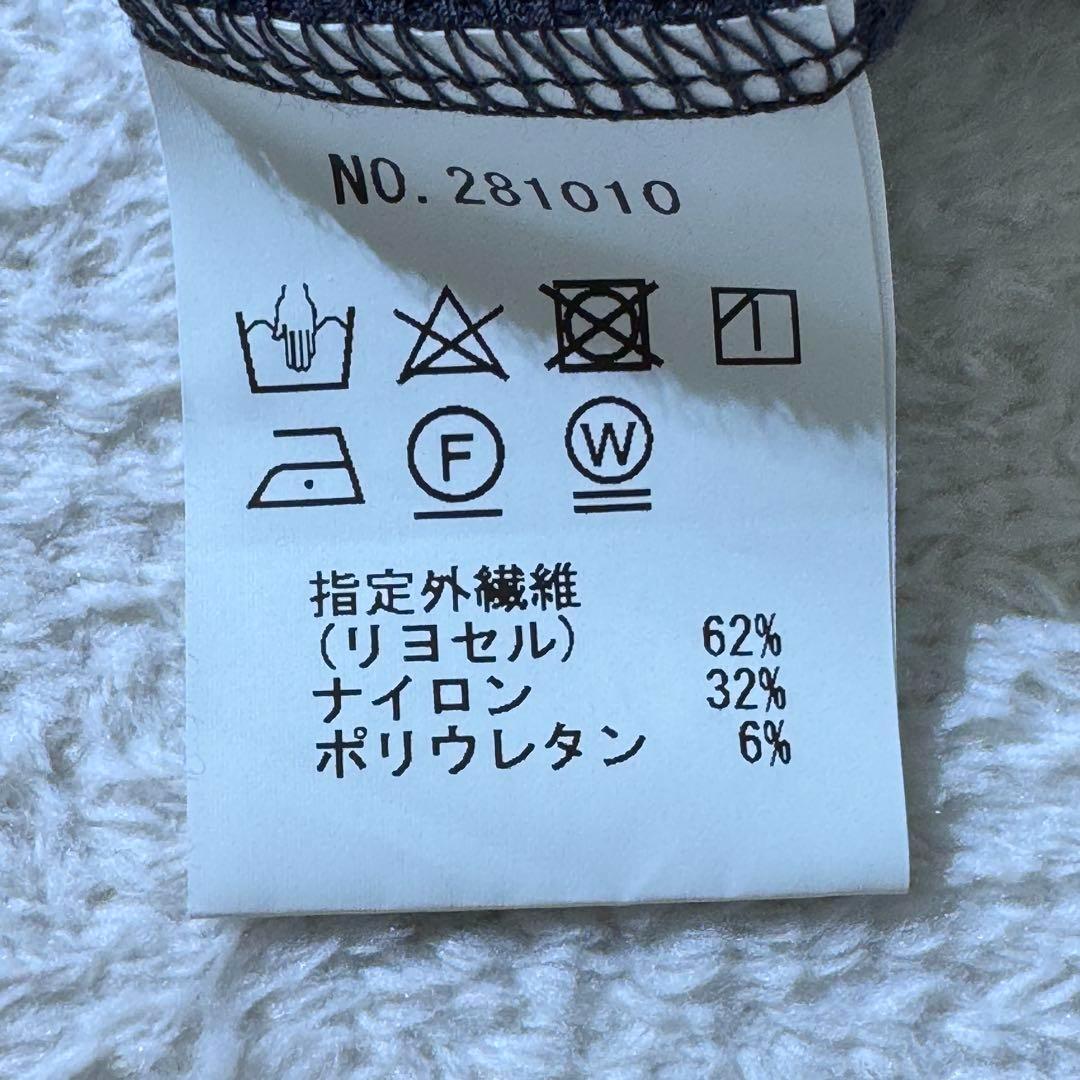 NO.281010
F W
指定外繊維
(リヨセル) 62%
ナイロン 32%
ポリウレタン 6%